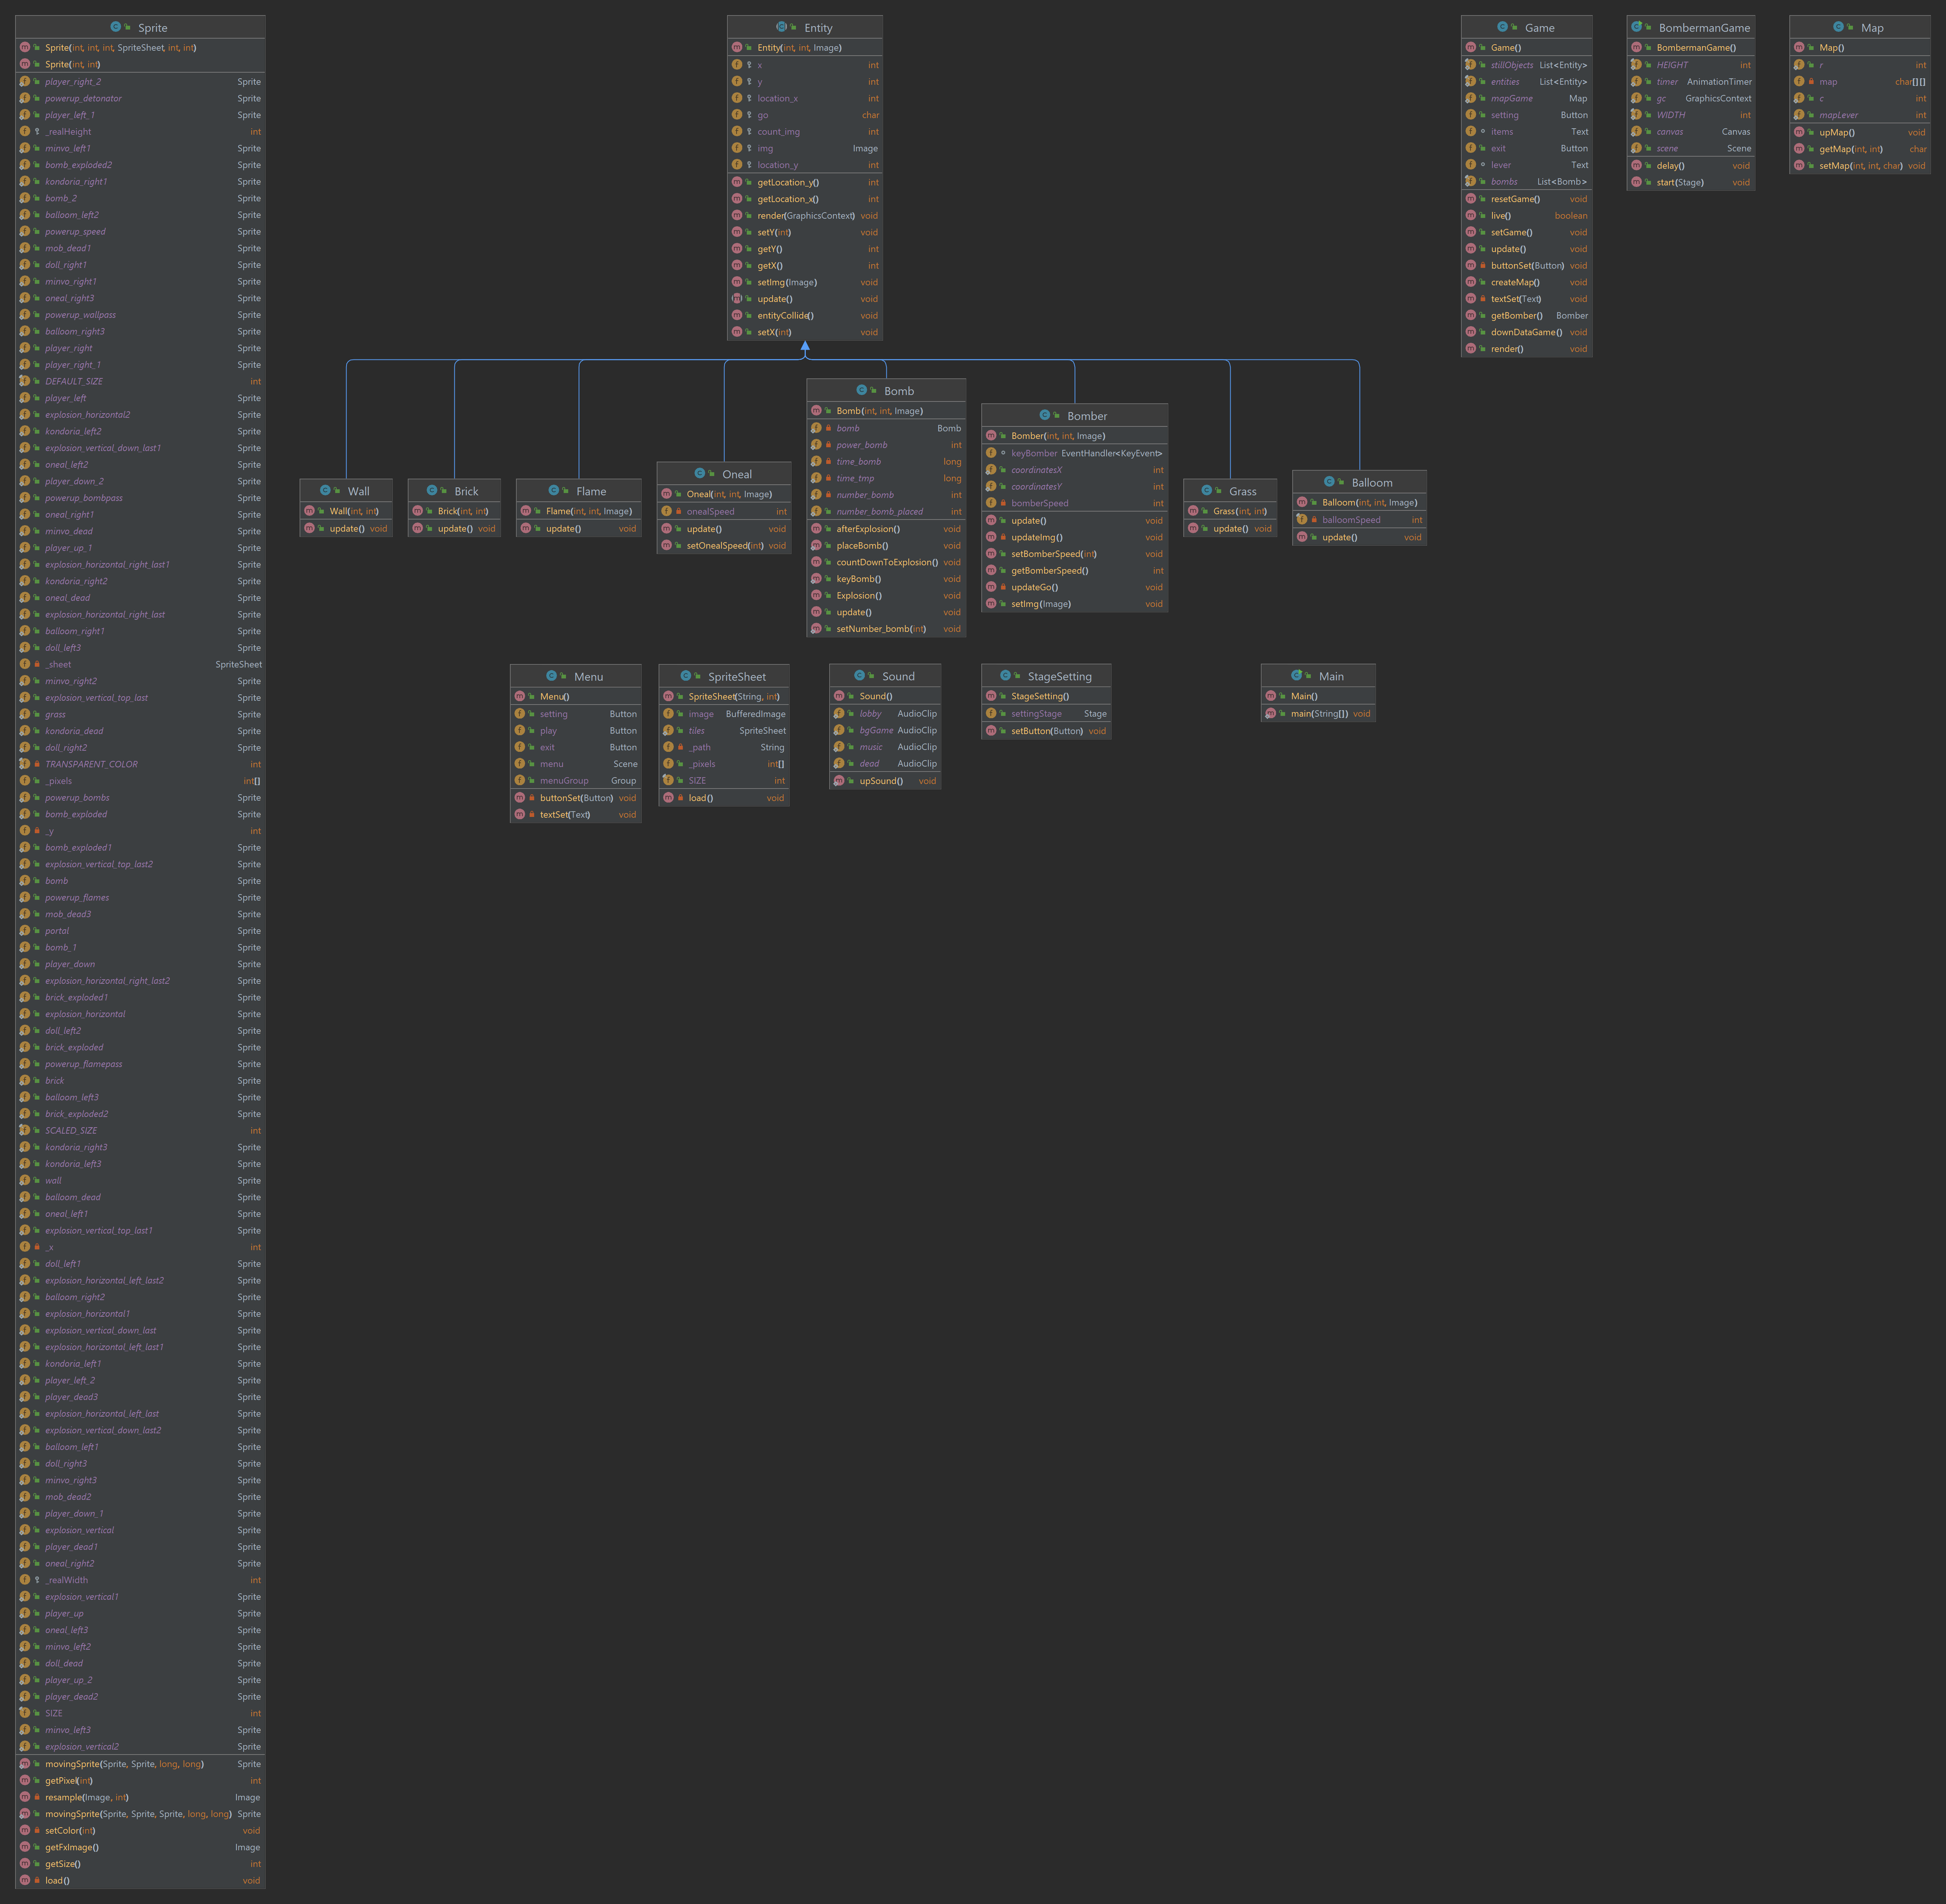 Sprite
Sprite(int, int, int, SpriteSheet, int, int)
Sprite(int, int)
player_right_2 Sprite
powerup_detonator Sprite
player_left_1 Sprite
_realHeight int
minvo_left1 Sprite
bomb_exploded2 Sprite
kondoria_right1 Sprite
bomb_2 Sprite
balloom_left2 Sprite
powerup_speed Sprite
mob_dead1 Sprite
doll_right1 Sprite
minvo_right1 Sprite
oneal_right3 Sprite
powerup_wallpass Sprite
balloom_right3 Sprite
player_right Sprite
player_right_1 Sprite
DEFAULT_SIZE int
player_left Sprite
explosion_horizontal2 Sprite
kondoria_left2 Sprite
explosion_vertical_down_last1 Sprite
oneal_left2 Sprite
player_down_2 Sprite
powerup_bombpass Sprite
oneal_right1 Sprite
minvo_dead Sprite
player_up_1 Sprite
explosion_horizontal_right_last1 Sprite
kondoria_right2 Sprite
oneal_dead Sprite
explosion_horizontal_right_last Sprite
balloom_right1 Sprite
doll_left3 Sprite
_sheet SpriteSheet
minvo_right2 Sprite
explosion_vertical_top_last Sprite
grass Sprite
kondoria_dead Sprite
doll_right2 Sprite
TRANSPARENT_COLOR int
_pixels int[]
powerup_bombs Sprite
bomb_exploded Sprite
_y int
bomb_exploded1 Sprite
explosion_vertical_top_last2 Sprite
bomb Sprite
powerup_flames Sprite
mob_dead3 Sprite
portal Sprite
bomb_1 Sprite
player_down Sprite
explosion_horizontal_right_last2 Sprite
brick_exploded1 Sprite
explosion_horizontal Sprite
doll_left2 Sprite
brick_exploded Sprite
powerup_flamepass Sprite
brick Sprite
balloom_left3 Sprite
brick_exploded2 Sprite
SCALED_SIZE int
kondoria_right3 Sprite
kondoria_left3 Sprite
wall Sprite
balloom_dead Sprite
oneal_left1 Sprite
explosion_vertical_top_last1 Sprite
_x int
doll_left1 Sprite
explosion_horizontal_left_last2 Sprite
balloom_right2 Sprite
explosion_horizontal1 Sprite
explosion_vertical_down_last Sprite
explosion_horizontal_left_last1 Sprite
kondoria_left1 Sprite
player_left_2 Sprite
player_dead3 Sprite
explosion_horizontal_left_last Sprite
explosion_vertical_down_last2 Sprite
balloom_left1 Sprite
doll_right3 Sprite
minvo_right3 Sprite
mob_dead2 Sprite
player_down_1 Sprite
explosion_vertical Sprite
player_dead1 Sprite
oneal_right2 Sprite
_realWidth int
explosion_vertical1 Sprite
player_up Sprite
oneal_left3 Sprite
minvo_left2 Sprite
doll_dead Sprite
player_up_2 Sprite
player_dead2 Sprite
SIZE int
minvo_left3 Sprite
explosion_vertical2 Sprite
movingSprite(Sprite, Sprite, long, long) Sprite
getPixel(int) int
resample(Image, int) Image
movingSprite(Sprite, Sprite, Sprite, long, long) Sprite
setColor(int) void
getFxImage() Image
getSize() int
load() void
Entity
Entity(int, int, Image)
x int
y int
location_x int
go char
count_img int
img Image
location_y int
getLocation_y() int
getLocation_x() int
render(GraphicsContext) void
setY(int) void
getY() int
getX() int
setImg(Image) void
update() void
entityCollide() void
setX(int) void
Game
Game()
stillObjects List<Entity>
entities List<Entity>
mapGame Map
setting Button
items Text
exit Button
lever Text
bombs List<Bomb>
resetGame() void
live() boolean
setGame() void
update() void
buttonSet(Button) void
createMap() void
textSet(Text) void
getBomber() Bomber
downDataGame() void
render() void
BombermanGame
BombermanGame()
HEIGHT int
timer AnimationTimer
gc GraphicsContext
WIDTH int
canvas Canvas
scene Scene
delay() void
start(Stage) void
Map
Map()
r int
map char[][]
c int
mapLever int
upMap() void
getMap(int, int) char
setMap(int, int, char) void
Wall
Wall(int, int)
update() void
Brick
Brick(int, int)
update() void
Flame
Flame(int, int, Image)
update() void
Oneal
Oneal(int, int, Image)
onealSpeed int
update() void
setOnealSpeed(int) void
Bomb
Bomb(int, int, Image)
bomb Bomb
power_bomb int
time_bomb long
time_tmp long
number_bomb int
number_bomb_placed int
afterExplosion() void
placeBomb() void
countDownToExplosion() void
keyBomb() void
Explosion() void
update() void
setNumber_bomb(int) void
Bomber
Bomber(int, int, Image)
keyBomber EventHandler<KeyEvent>
coordinatesX int
coordinatesY int
bomberSpeed int
update() void
updateImg() void
setBomberSpeed(int) void
getBomberSpeed() int
updateGo() void
setImg(Image) void
Grass
Grass(int, int)
update() void
Balloom
Balloom(int, int, Image)
balloomSpeed int
update() void
Menu
Menu()
setting Button
play Button
exit Button
menu Scene
menuGroup Group
buttonSet(Button) void
textSet(Text) void
SpriteSheet
SpriteSheet(String, int)
image BufferedImage
tiles SpriteSheet
_path String
_pixels int[]
SIZE int
load() void
Sound
Sound()
lobby AudioClip
bgGame AudioClip
music AudioClip
dead AudioClip
upSound() void
StageSetting
StageSetting()
settingStage Stage
setButton(Button) void
Main
Main()
main(String[]) void